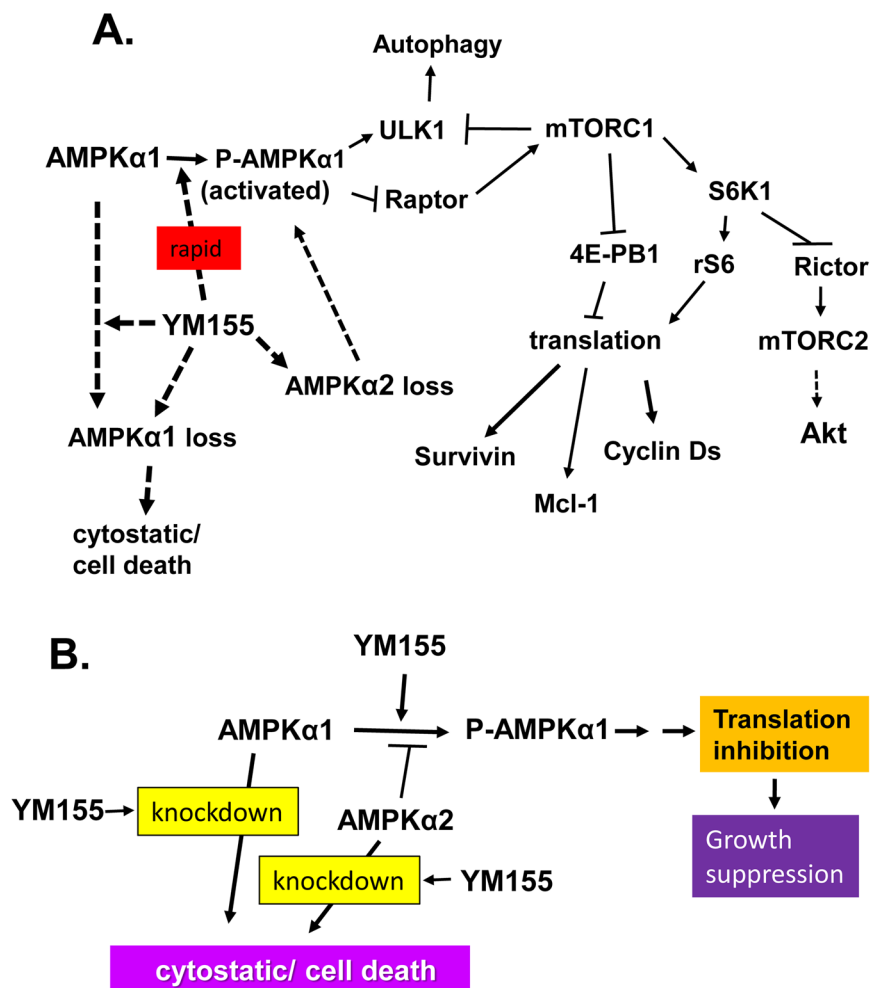 A.
Autophagy
AMPKα1
P-AMPKα1
(activated)
ULK1
mTORC1
Raptor
S6K1
rapid
4E-PB1
rS6
Rictor
YM155
translation
mTORC2
AMPKα2 loss
AMPKα1 loss
Survivin
Cyclin Ds
Akt
Mcl-1
cytostatic/
cell death
B.
YM155
AMPKα1
P-AMPKα1
Translation
inhibition
YM155
knockdown
AMPKα2
Growth
suppression
knockdown
YM155
cytostatic/ cell death